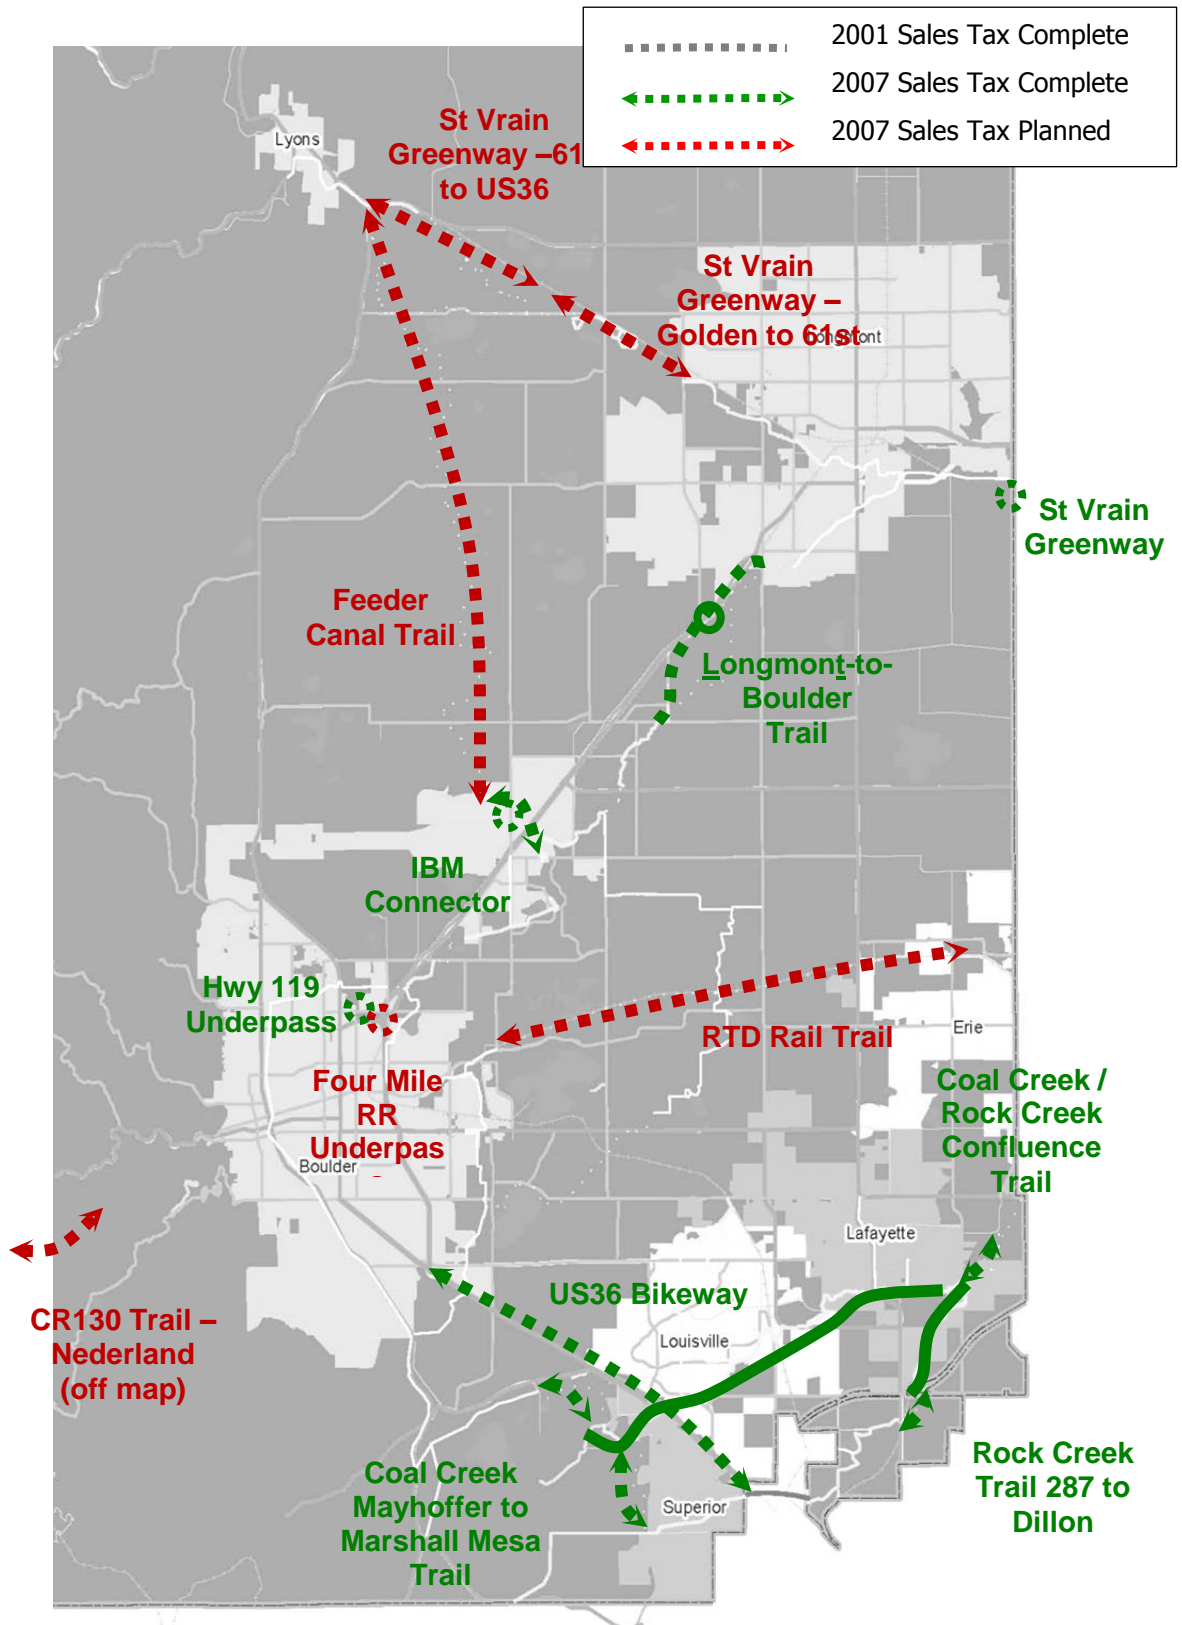 2001 Sales Tax Complete
2007 Sales Tax Complete
2007 Sales Tax Planned
Lyons
St Vrain
Greenway –61
to US36
St Vrain
Greenway –
Golden to 61st
Longmont
St Vrain
Greenway
Feeder
Canal Trail
Longmont-to-
Boulder
Trail
IBM
Connector
Hwy 119
Underpass
RTD Rail Trail
Erie
Four Mile
RR
Underpas
Boulder
Coal Creek /
Rock Creek
Confluence
Trail
Lafayette
US36 Bikeway
CR130 Trail –
Nederland
(off map)
Louisville
Coal Creek
Mayhoffer to
Marshall Mesa
Trail
Superior
Rock Creek
Trail 287 to
Dillon